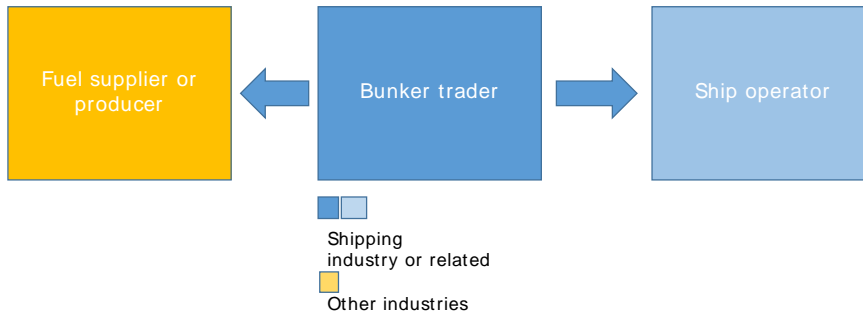 Fuel supplier or
producer
Bunker trader
Ship operator
Shipping
industry or related
Other industries